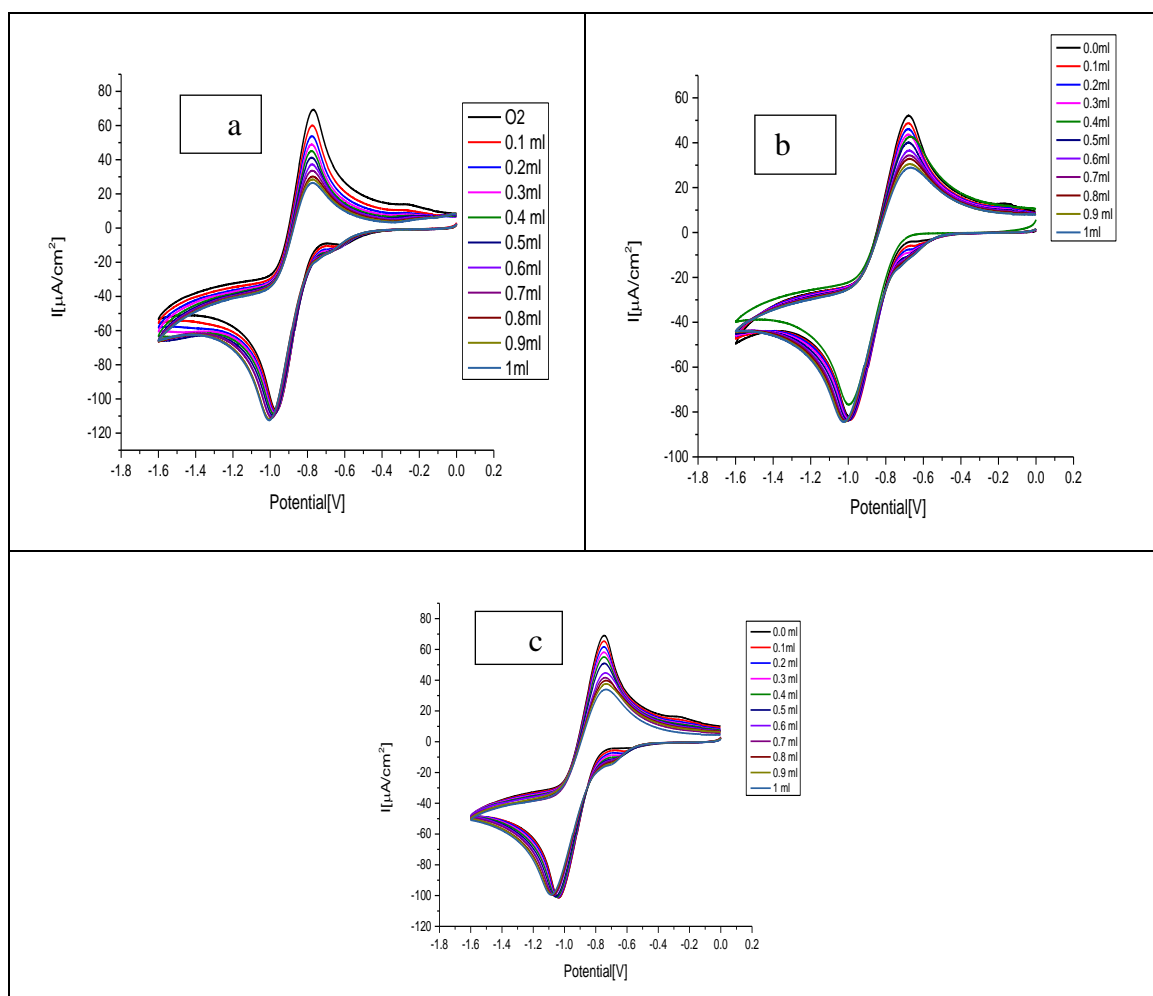 a
I[µA/cm²]
80
60
40
20
0
-20
-40
-60
-80
-100
-120
-1.8 -1.6 -1.4 -1.2 -1.0 -0.8 -0.6 -0.4 -0.2 0.0 0.2
Potential[V]
O2
0.1 ml
0.2ml
0.3ml
0.4 ml
0.5ml
0.6ml
0.7ml
0.8ml
0.9ml
1ml
b
I[µA/cm²]
60
40
20
0
-20
-40
-60
-80
-100
-1.8 -1.6 -1.4 -1.2 -1.0 -0.8 -0.6 -0.4 -0.2 0.0 0.2
Potential[V]
0.0ml
0.1ml
0.2ml
0.3ml
0.4ml
0.5ml
0.6ml
0.7ml
0.8ml
0.9 ml
1ml
c
I[µA/cm²]
80
60
40
20
0
-20
-40
-60
-80
-100
-120
-1.8 -1.6 -1.4 -1.2 -1.0 -0.8 -0.6 -0.4 -0.2 0.0 0.2
Potential[V]
0.0 ml
0.1ml
0.2 ml
0.3 ml
0.4 ml
0.5 ml
0.6 ml
0.7 ml
0.8 ml
0.9 ml
1 ml